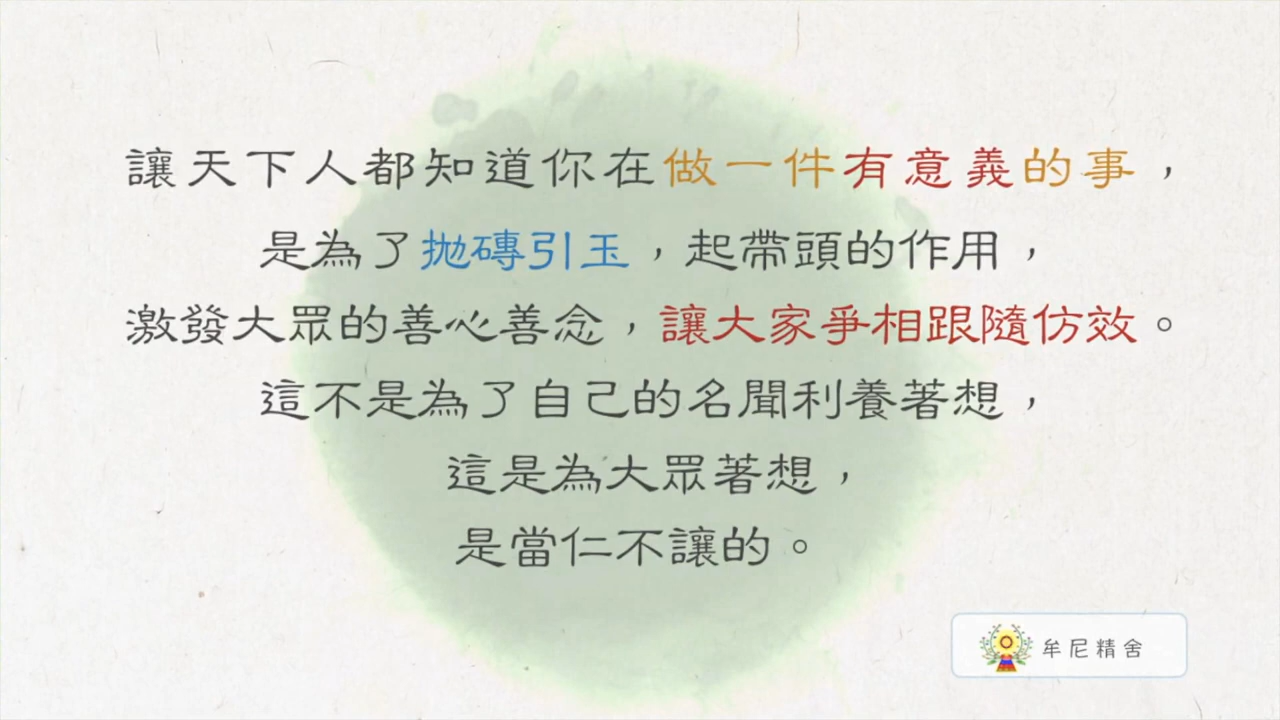 讓天下人都知道你在做一件有意義的事，
是為了拋磚引玉，起帶頭的作用，
激發大眾的善心善念，讓大家爭相跟隨仿效。
這不是為了自己的名聞利養著想，
這是為大眾著想，
是當仁不讓的。
牟尼精舍